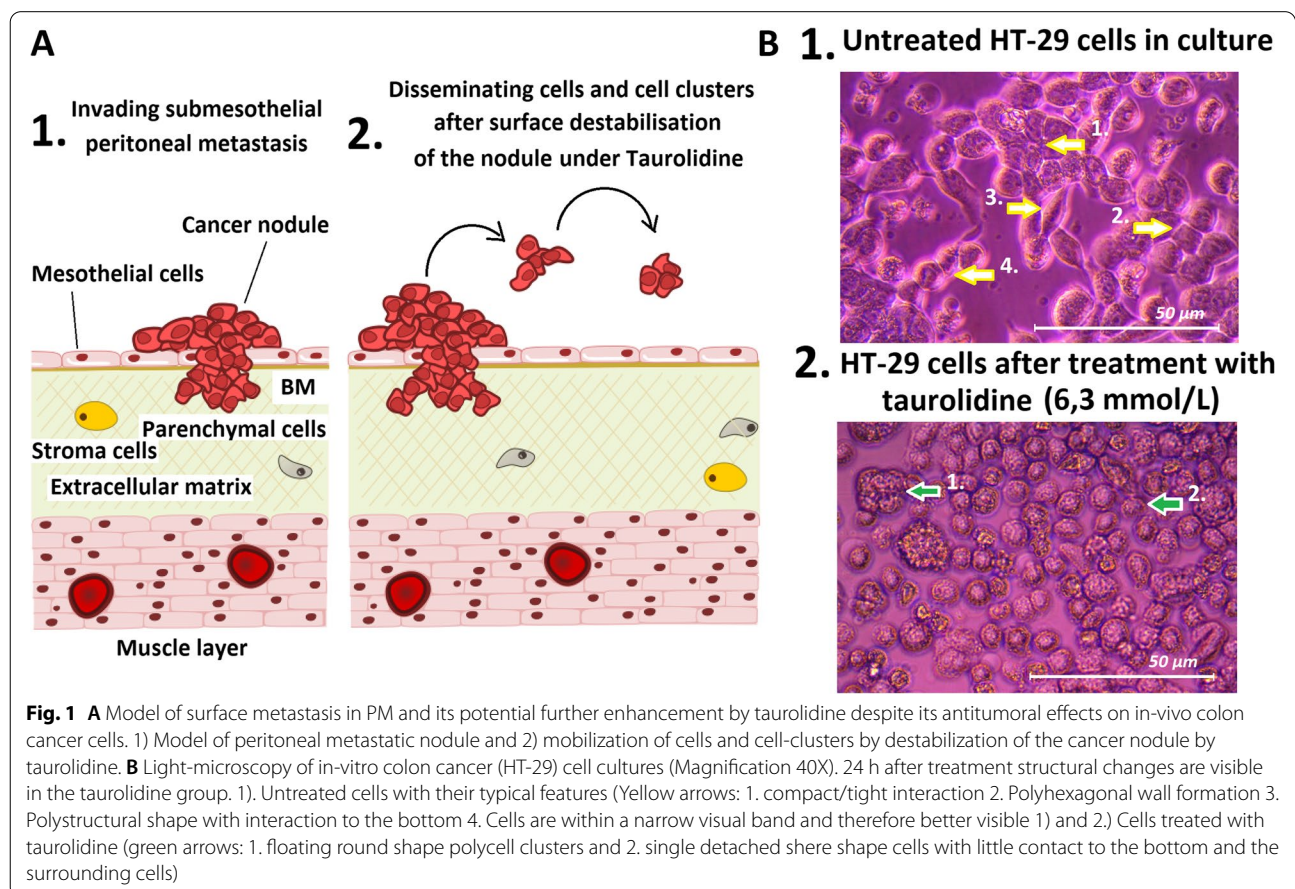 A
1. Invading submesothelial
peritoneal metastasis
Cancer nodule
Mesothelial cells
BM
Parenchymal cells
Stroma cells
Extracellular matrix
Muscle layer
2. Disseminating cells and cell clusters
after surface destabilisation
of the nodule under Taurolidine
B
1. Untreated HT-29 cells in culture
1.
3.
2.
4.
50 µm
2. HT-29 cells after treatment with
taurolidine (6,3 mmol/L)
1.
2.
50 µm
Fig. 1 A Model of surface metastasis in PM and its potential further enhancement by taurolidine despite its antitumoral effects on in-vivo colon
cancer cells. 1) Model of peritoneal metastatic nodule and 2) mobilization of cells and cell-clusters by destabilization of the cancer nodule by
taurolidine. B Light-microscopy of in-vitro colon cancer (HT-29) cell cultures (Magnification 40X). 24 h after treatment structural changes are visible
in the taurolidine group. 1). Untreated cells with their typical features (Yellow arrows: 1. compact/tight interaction 2. Polyhexagonal wall formation 3.
Polystructural shape with interaction to the bottom 4. Cells are within a narrow visual band and therefore better visible 1) and 2.) Cells treated with
taurolidine (green arrows: 1. floating round shape polycell clusters and 2. single detached shere shape cells with little contact to the bottom and the
surrounding cells)